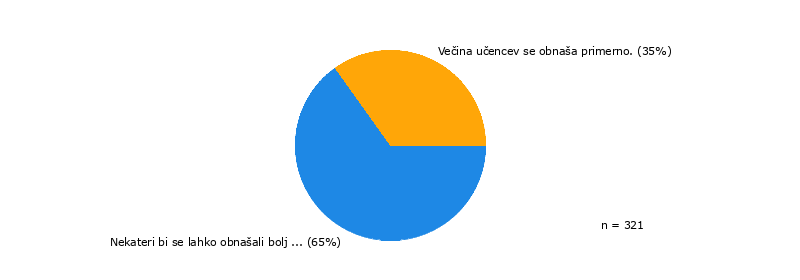 Večina učencev se obnaša primerno. (35%)
n = 321
Nekateri bi se lahko obnašali bolj ... (65%)